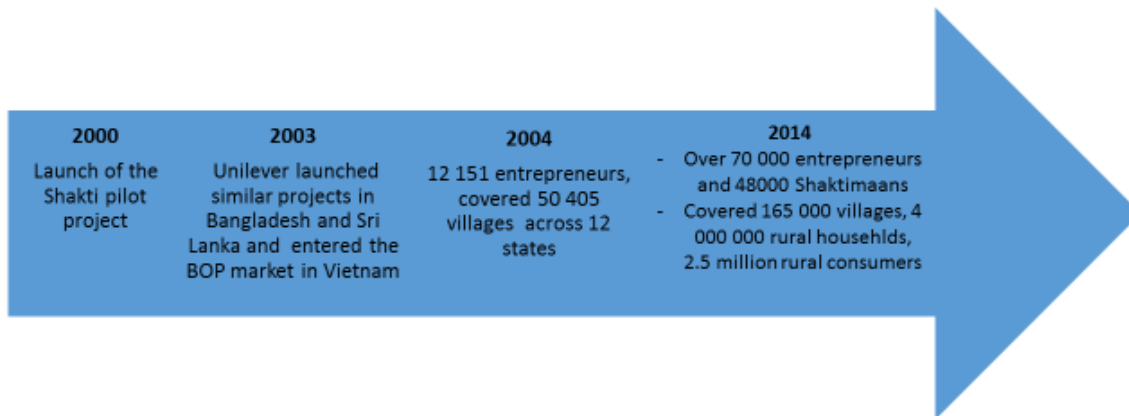 2000
Launch of the
Shakti pilot
project
2003
Unilever launched
similar projects in
Bangladesh and Sri
Lanka and entered the
BOP market in Vietnam
2004
12 151 entrepreneurs,
covered 50 405
villages across 12
states
2014
- Over 70 000 entrepreneurs
and 48000 Shaktimaans
- Covered 165 000 villages, 4
000 000 rural househlds,
2.5 million rural consumers